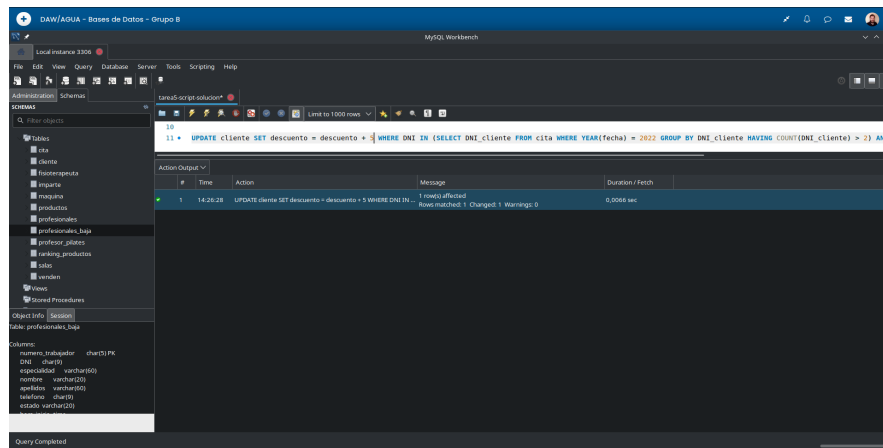 DAW/AGUA - Bases de Datos - Grupo B
MySQL Workbench
Local instance 3306
File Edit View Query Database Server Tools Scripting Help
Administration Schemas
tarea5-script-solucion*
SCHEMAS
Filter objects
Limit to 1000 rows
10
11 UPDATE cliente SET descuento = descuento + 5 WHERE DNI IN (SELECT DNI_cliente FROM cita WHERE YEAR(fecha) = 2022 GROUP BY DNI_cliente HAVING COUNT(DNI_cliente) > 2) AN
Tables
cita
cliente
fisioterapeuta
imparte
maquina
productos
profesionales
profesionales_baja
profesor_pilates
ranking_productos
salas
venden
Views
Stored Procedures
Action Output
# Time Action Message Duration / Fetch
1 14:26:28 UPDATE cliente SET descuento = descuento + 5 WHERE DNI IN ... 1 row(s) affected 0,0066 sec
Rows matched: 1 Changed: 1 Warnings: 0
Object Info Session
Table: profesionales_baja
Columns:
numero_trabajador char(5) PK
DNI char(9)
especialidad varchar(60)
nombre varchar(20)
apellidos varchar(60)
telefono char(9)
estado varchar(20)
Query Completed